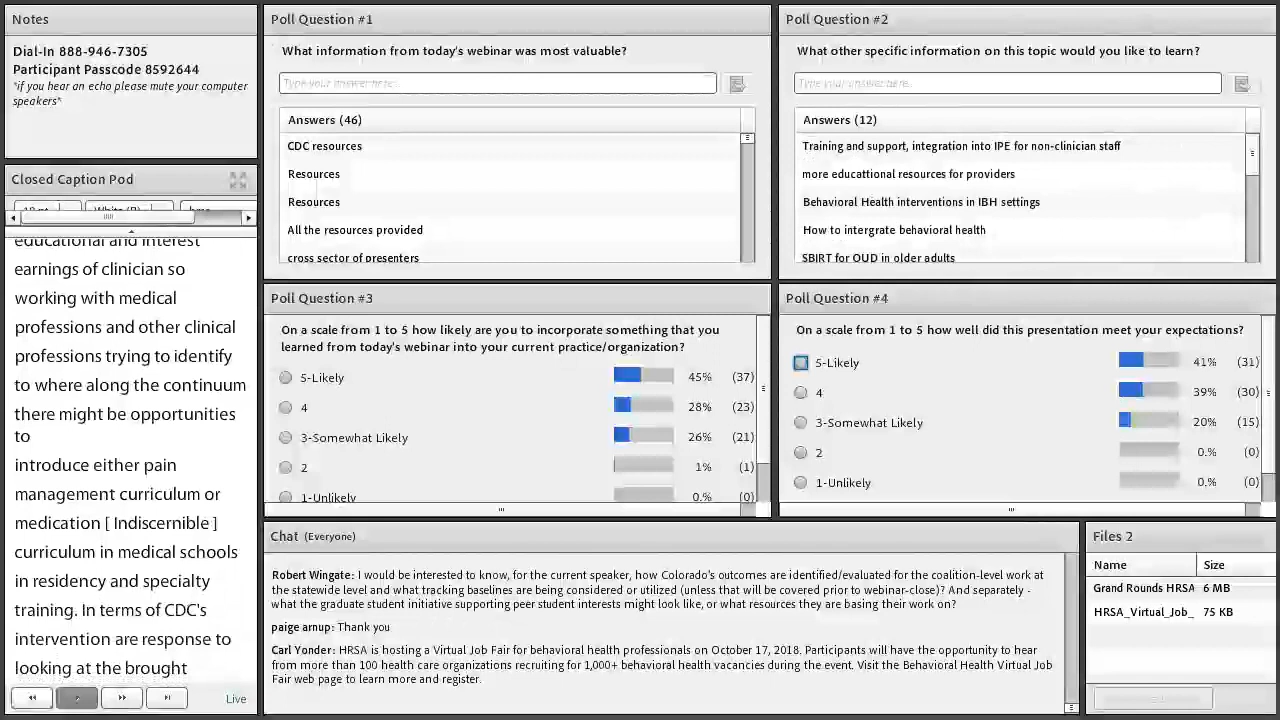 Notes
Dial-In 888-946-7305
Participant Passcode 8592644
*if you hear an echo please mute your computer
speakers*
Closed Caption Pod
educational and interest
earnings of clinician so
working with medical
professions and other clinical
professions trying to identify
to where along the continuum
there might be opportunities
to
introduce either pain
management curriculum or
medication [ Indiscernible ]
curriculum in medical schools
in residency and specialty
training. In terms of CDC's
intervention are response to
looking at the brought
Live
Poll Question #1
What information from today's webinar was most valuable?
Type your answer here...
Answers (46)
CDC resources
Resources
Resources
All the resources provided
cross sector of presenters
Poll Question #2
What other specific information on this topic would you like to learn?
Type your answer here...
Answers (12)
Training and support, integration into IPE for non-clinician staff
more educattional resources for providers
Behavioral Health interventions in IBH settings
How to intergrate behavioral health
SBIRT for OUD in older adults
Poll Question #3
On a scale from 1 to 5 how likely are you to incorporate something that you
learned from today's webinar into your current practice/organization?
5-Likely 45% (37)
4 28% (23)
3-Somewhat Likely 26% (21)
2 1% (1)
1-Unlikely 0.% (0)
Poll Question #4
On a scale from 1 to 5 how well did this presentation meet your expectations?
5-Likely 41% (31)
4 39% (30)
3-Somewhat Likely 20% (15)
2 0.% (0)
1-Unlikely 0.% (0)
Chat (Everyone)
Robert Wingate: I would be interested to know, for the current speaker, how Colorado's outcomes are identified/evaluated for the coalition-level work at
the statewide level and what tracking baselines are being considered or utilized (unless that will be covered prior to webinar-close)? And separately -
what the graduate student initiative supporting peer student interests might look like, or what resources they are basing their work on?
paige arnup: Thank you
Carl Yonder: HRSA is hosting a Virtual Job Fair for behavioral health professionals on October 17, 2018. Participants will have the opportunity to hear
from more than 100 health care organizations recruiting for 1,000+ behavioral health vacancies during the event. Visit the Behavioral Health Virtual Job
Fair web page to learn more and register.
Files 2
Name Size
Grand Rounds HRSA 6 MB
HRSA_Virtual_Job_ 75 KB